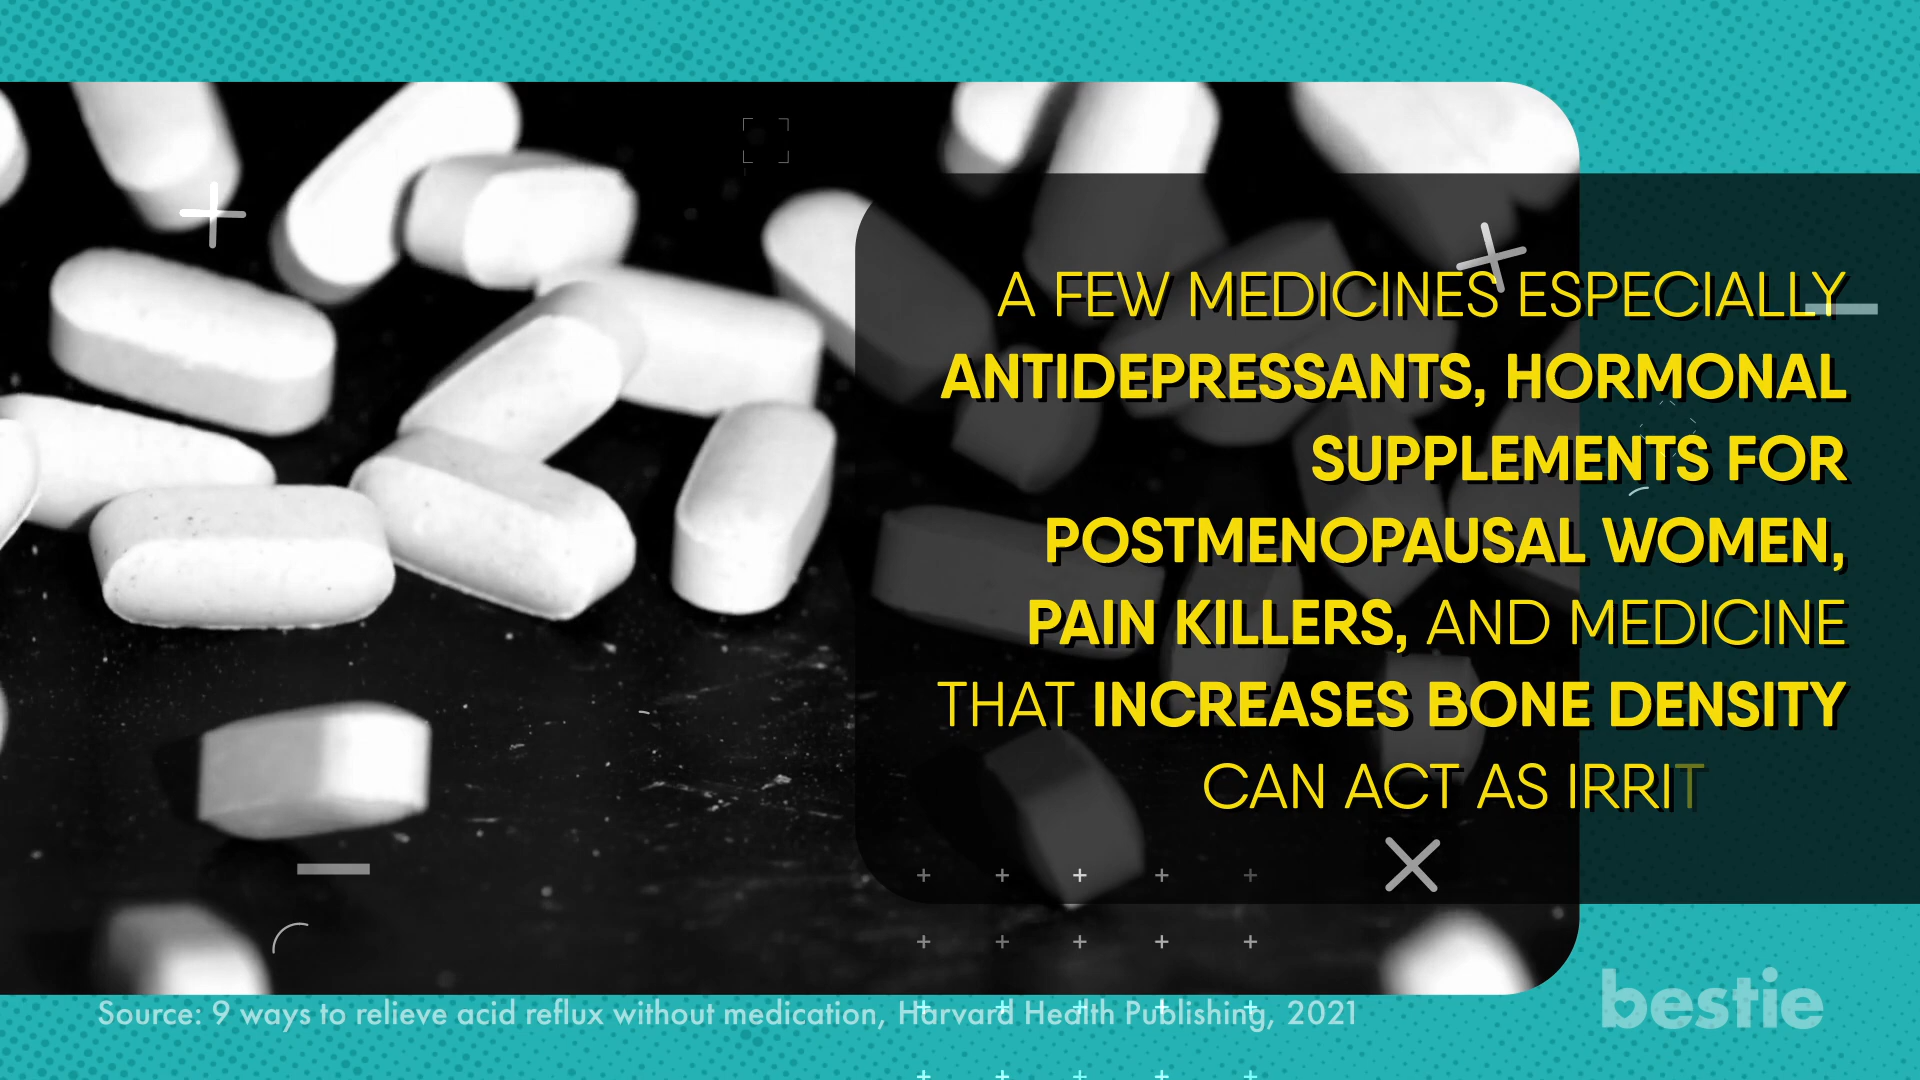 A FEW MEDICINES ESPECIALLY
ANTIDEPRESSANTS, HORMONAL
SUPPLEMENTS FOR
POSTMENOPAUSAL WOMEN,
PAIN KILLERS, AND MEDICINE
THAT INCREASES BONE DENSITY
CAN ACT AS IRRIT
Source: 9 ways to relieve acid reflux without medication, Harvard Health Publishing, 2021
bestie